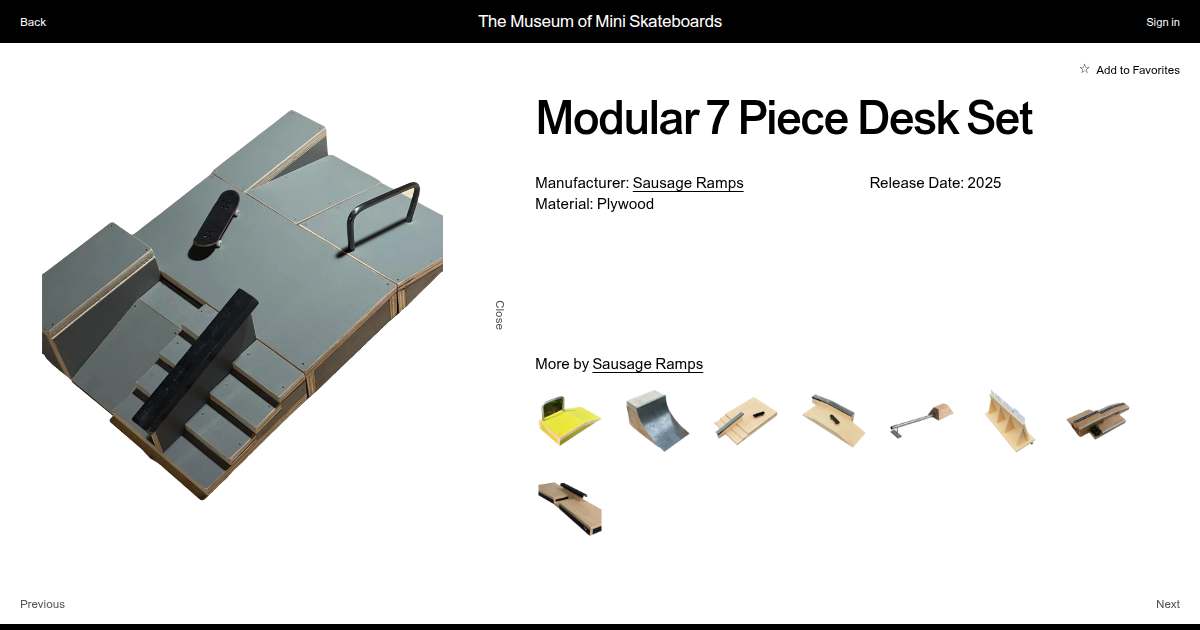 Back
The Museum of Mini Skateboards
Sign in
☆ Add to Favorites
Modular 7 Piece Desk Set
Manufacturer: Sausage Ramps
Release Date: 2025
Material: Plywood
Close
More by Sausage Ramps
Previous
Next